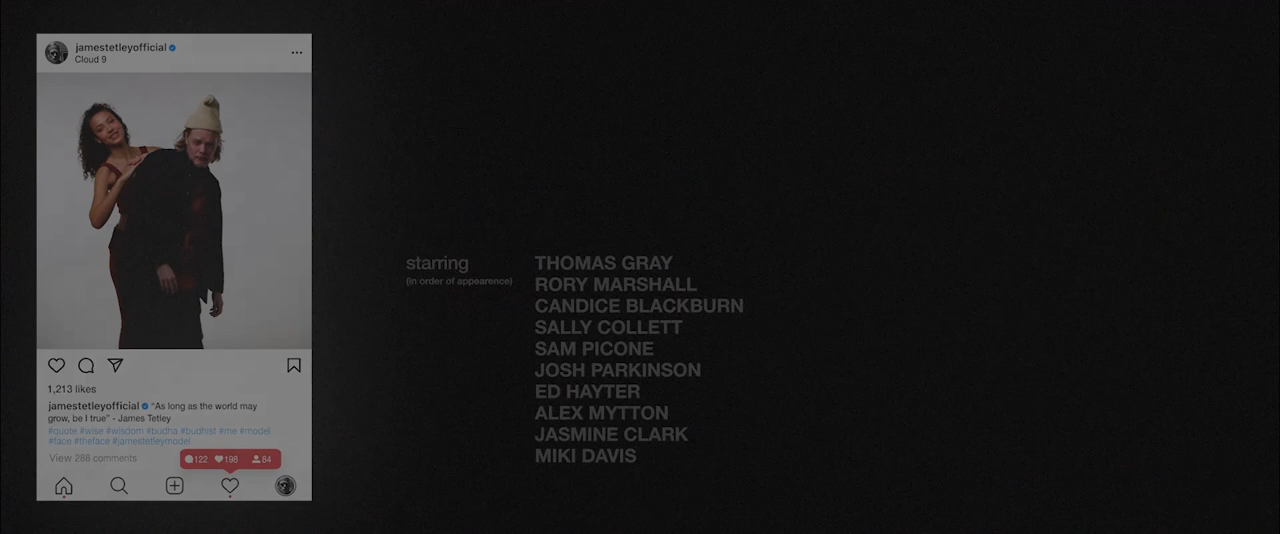 jamestetleyofficial
Cloud 9
1,213 likes
jamestetleyofficial "As long as the world may
grow, be I true" - James Tetley
#quote #wise #wisdom #budha #budhist #me #model
#face #theface #jamestetleymodel
View 288 comments
122 198 84
starring
(in order of appearence)
THOMAS GRAY
RORY MARSHALL
CANDICE BLACKBURN
SALLY COLLETT
SAM PICONE
JOSH PARKINSON
ED HAYTER
ALEX MYTTON
JASMINE CLARK
MIKI DAVIS